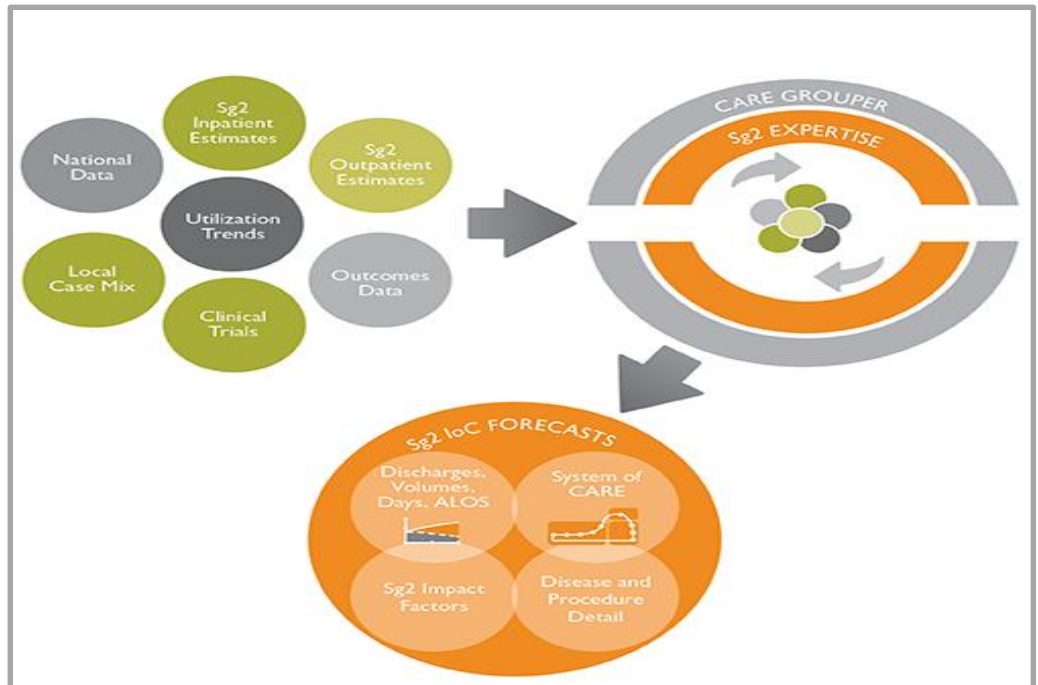 Sg2
Inpatient
Estimates
National
Data
Sg2
Outpatient
Estimates
Utilization
Trends
Local
Case Mix
Outcomes
Data
Clinical
Trials
CARE GROUPER
Sg2 EXPERTISE
Sg2 IoC FORECASTS
Discharges,
Volumes,
Days, ALOS
System of
CARE
Sg2 Impact
Factors
Disease and
Procedure
Detail